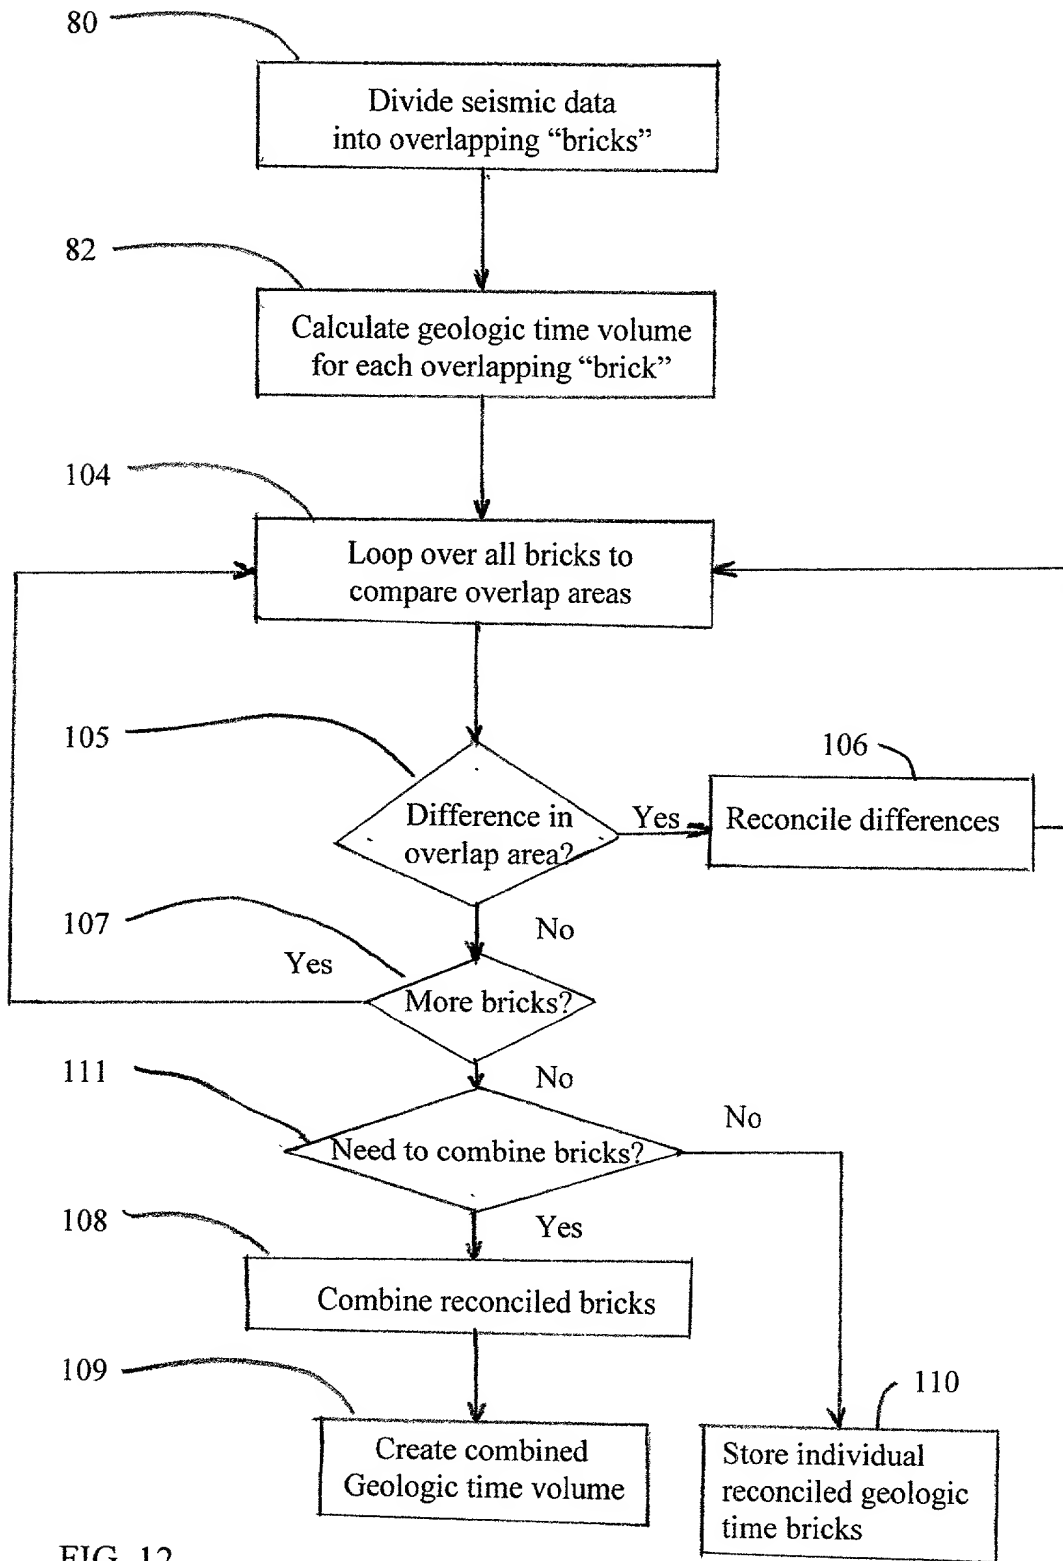 80
Divide seismic data
into overlapping “bricks”
82
Calculate geologic time volume
for each overlapping “brick”
104
Loop over all bricks to
compare overlap areas
105
Difference in
overlap area?
Yes
106
Reconcile differences
No
107
Yes
More bricks?
No
111
Need to combine bricks?
No
Yes
108
Combine reconciled bricks
109
Create combined
Geologic time volume
110
Store individual
reconciled geologic
time bricks
FIG. 12